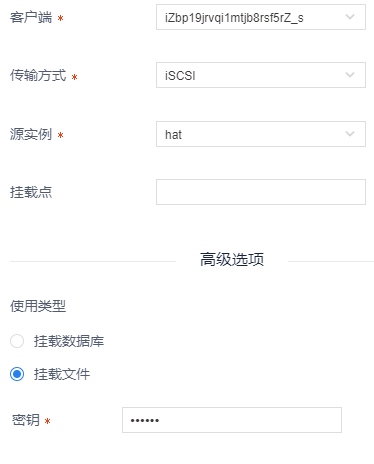 客户端 * iZbp19jrvqi1mtjb8rsf5rZ_s
传输方式 * iSCSI
源实例 * hat
挂载点
高级选项
使用类型
挂载数据库
挂载文件
密钥 * ••••••